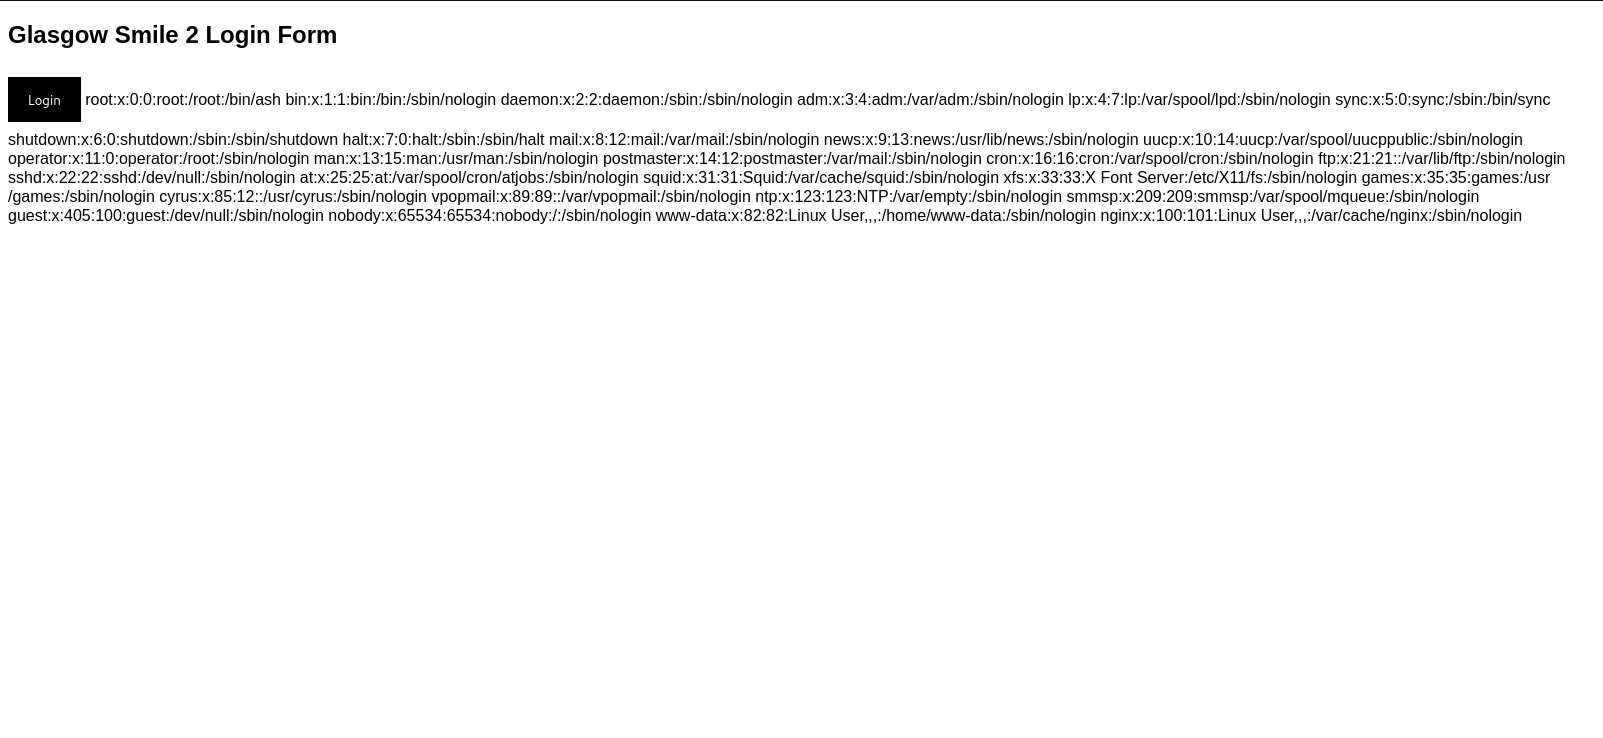 Glasgow Smile 2 Login Form
Login root:x:0:0:root:/root:/bin/ash bin:x:1:1:bin:/bin:/sbin/nologin daemon:x:2:2:daemon:/sbin:/sbin/nologin adm:x:3:4:adm:/var/adm:/sbin/nologin lp:x:4:7:lp:/var/spool/lpd:/sbin/nologin sync:x:5:0:sync:/sbin:/bin/sync
shutdown:x:6:0:shutdown:/sbin:/sbin/shutdown halt:x:7:0:halt:/sbin:/sbin/halt mail:x:8:12:mail:/var/mail:/sbin/nologin news:x:9:13:news:/usr/lib/news:/sbin/nologin uucp:x:10:14:uucp:/var/spool/uucppublic:/sbin/nologin
operator:x:11:0:operator:/root:/sbin/nologin man:x:13:15:man:/usr/man:/sbin/nologin postmaster:x:14:12:postmaster:/var/mail:/sbin/nologin cron:x:16:16:cron:/var/spool/cron:/sbin/nologin ftp:x:21:21::/var/lib/ftp:/sbin/nologin
sshd:x:22:22:sshd:/dev/null:/sbin/nologin at:x:25:25:at:/var/spool/cron/atjobs:/sbin/nologin squid:x:31:31:Squid:/var/cache/squid:/sbin/nologin xfs:x:33:33:X Font Server:/etc/X11/fs:/sbin/nologin games:x:35:35:games:/usr
/games:/sbin/nologin cyrus:x:85:12::/usr/cyrus:/sbin/nologin vpopmail:x:89:89::/var/vpopmail:/sbin/nologin ntp:x:123:123:NTP:/var/empty:/sbin/nologin smmsp:x:209:209:smmsp:/var/spool/mqueue:/sbin/nologin
guest:x:405:100:guest:/dev/null:/sbin/nologin nobody:x:65534:65534:nobody:/:/sbin/nologin www-data:x:82:82:Linux User,,,:/home/www-data:/sbin/nologin nginx:x:100:101:Linux User,,,:/var/cache/nginx:/sbin/nologin